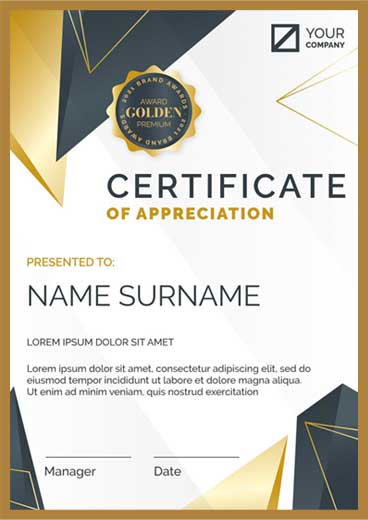 YOUR
COMPANY
2021 BRAND AWARDS
AWARD
GOLDEN
PREMIUM
2021 BRAND AWARDS
CERTIFICATE
OF APPRECIATION
PRESENTED TO:
NAME SURNAME
LOREM IPSUM DOLOR SIT AMET
Lorem ipsum dolor sit amet, consectetur adipiscing elit, sed do
eiusmod tempor incididunt ut labore et dolore magna aliqua.
Ut enim ad minim veniam, quis nostrud exercitation
Manager Date